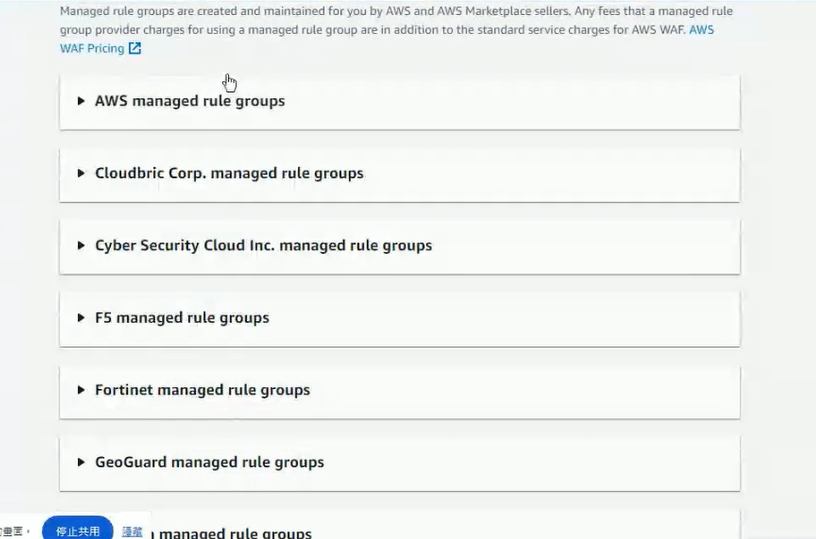 Managed rule groups are created and maintained for you by AWS and AWS Marketplace sellers. Any fees that a managed rule
group provider charges for using a managed rule group are in addition to the standard service charges for AWS WAF. AWS
WAF Pricing
AWS managed rule groups
Cloudbric Corp. managed rule groups
Cyber Security Cloud Inc. managed rule groups
F5 managed rule groups
Fortinet managed rule groups
GeoGuard managed rule groups
managed rule groups
畫面。
停止共用
隱藏